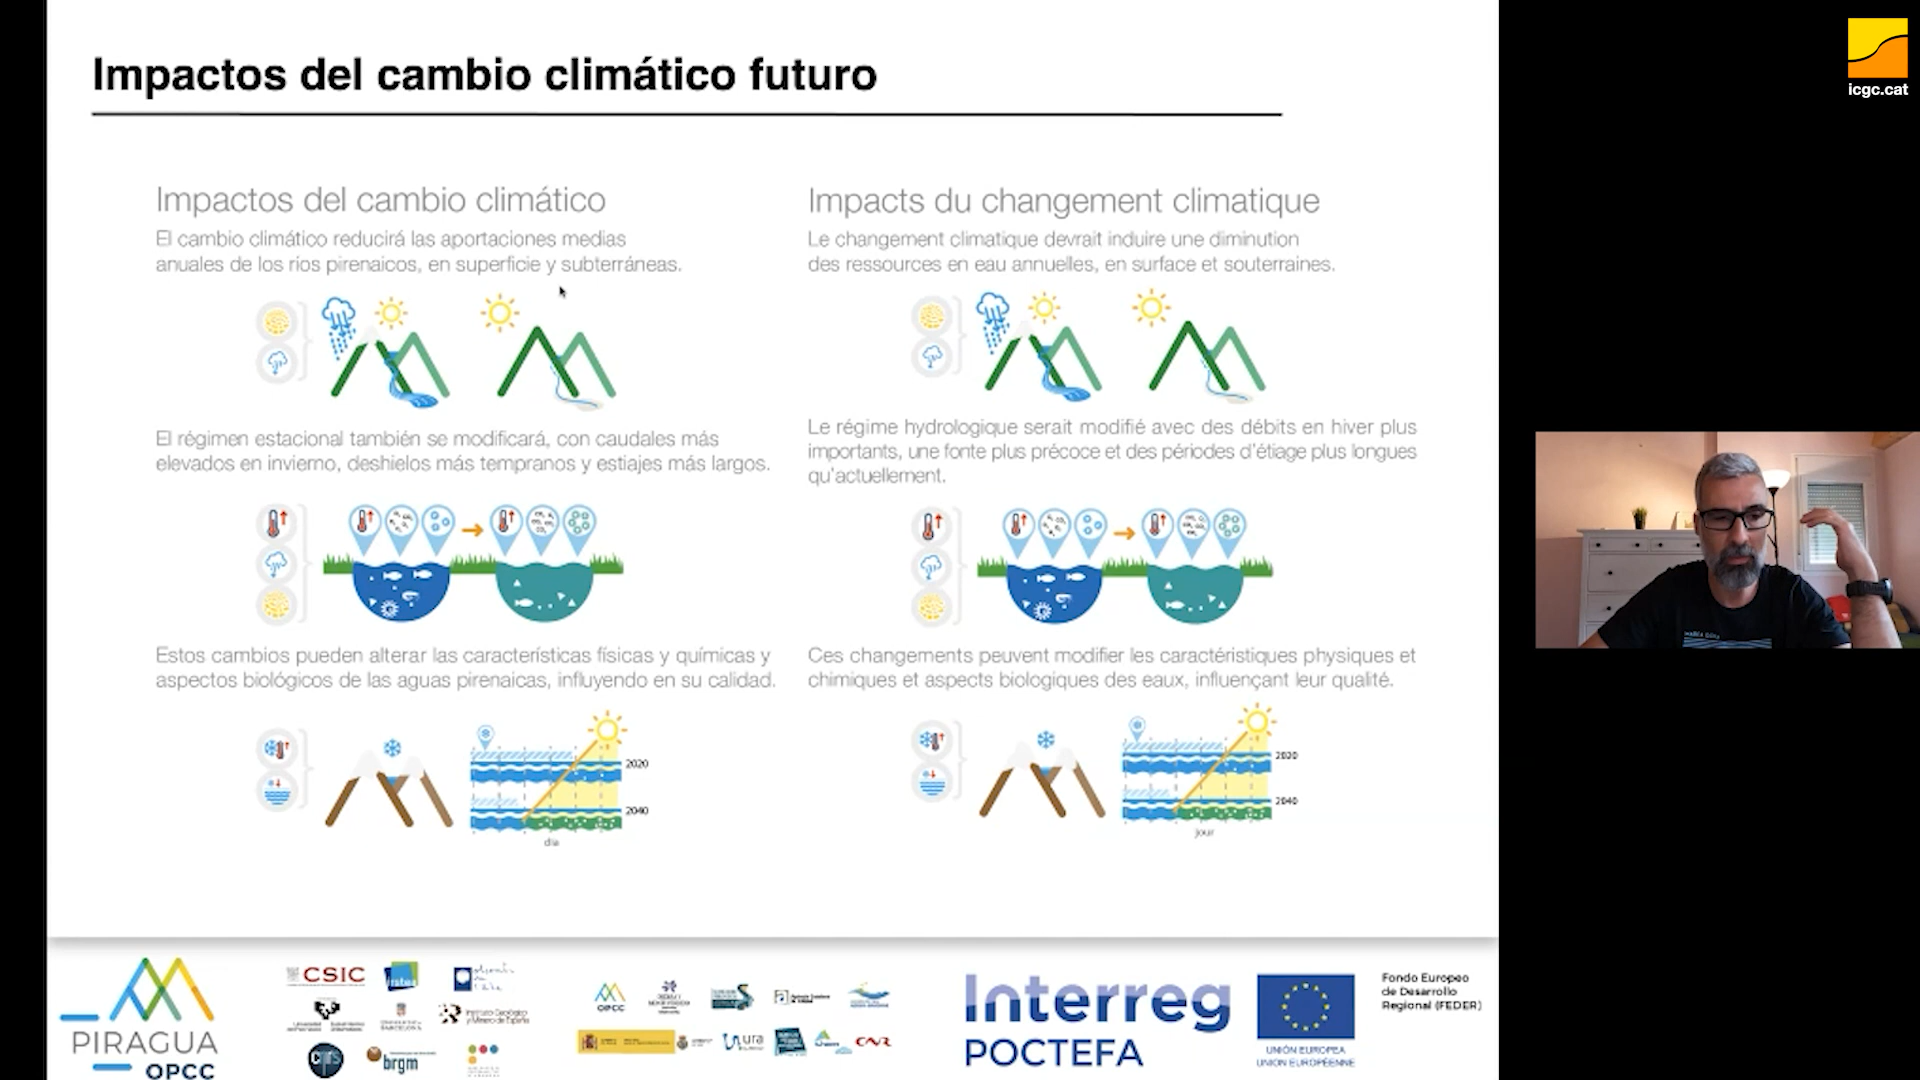 Impactos del cambio climático futuro
icgc.cat
Impactos del cambio climático
El cambio climático reducirá las aportaciones medias
anuales de los ríos pirenaicos, en superficie y subterráneas.
El régimen estacional también se modificará, con caudales más
elevados en invierno, deshielos más tempranos y estiajes más largos.
Estos cambios pueden alterar las características físicas y químicas y
aspectos biológicos de las aguas pirenaicas, influyendo en su calidad.
2020
2040
día
Impacts du changement climatique
Le changement climatique devrait induire une diminution
des ressources en eau annuelles, en surface et souterraines.
Le régime hydrologique serait modifié avec des débits en hiver plus
importants, une fonte plus précoce et des périodes d'étiage plus longues
qu'actuellement.
Ces changements peuvent modifier les caractéristiques physiques et
chimiques et aspects biologiques des eaux, influençant leur qualité.
2020
2040
jour
PIRAGUA
OPCC
CSIC
Instituto Geológico
y Minero de España
brgm
OPCC
ura
Interreg
POCTEFA
UNIÓN EUROPEA
UNION EUROPÉENNE
Fondo Europeo
de Desarrollo
Regional (FEDER)